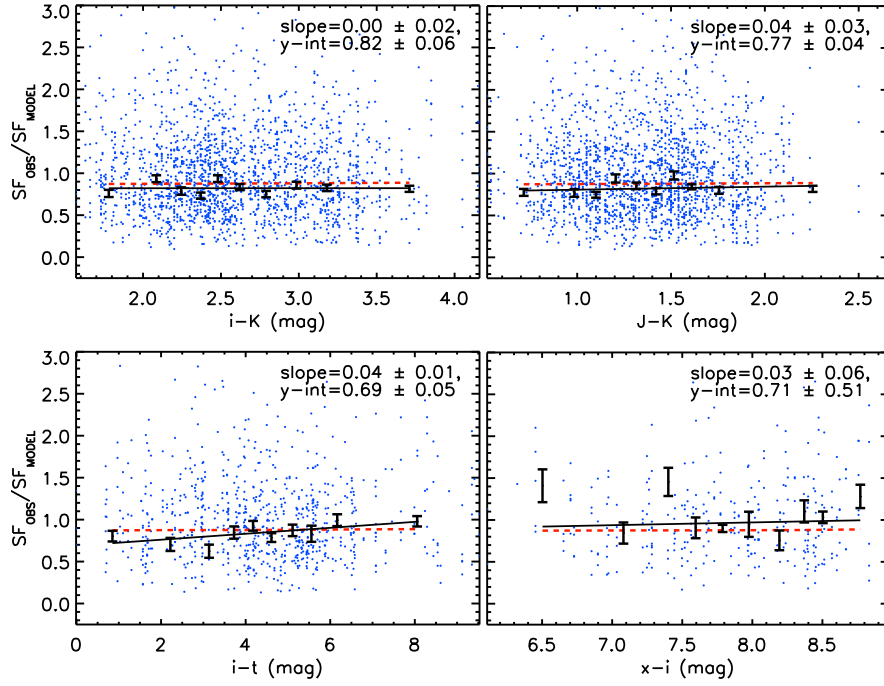 3.0
2.5
2.0
1.5
1.0
0.5
0.0
SF_OBS/SF_MODEL
slope=0.00 ± 0.02,
y-int=0.82 ± 0.06
2.0 2.5 3.0 3.5 4.0
i-K (mag)
slope=0.04 ± 0.03,
y-int=0.77 ± 0.04
1.0 1.5 2.0 2.5
J-K (mag)
3.0
2.5
2.0
1.5
1.0
0.5
0.0
SF_OBS/SF_MODEL
slope=0.04 ± 0.01,
y-int=0.69 ± 0.05
0 2 4 6 8
i-t (mag)
slope=0.03 ± 0.06,
y-int=0.71 ± 0.51
6.5 7.0 7.5 8.0 8.5
x-i (mag)